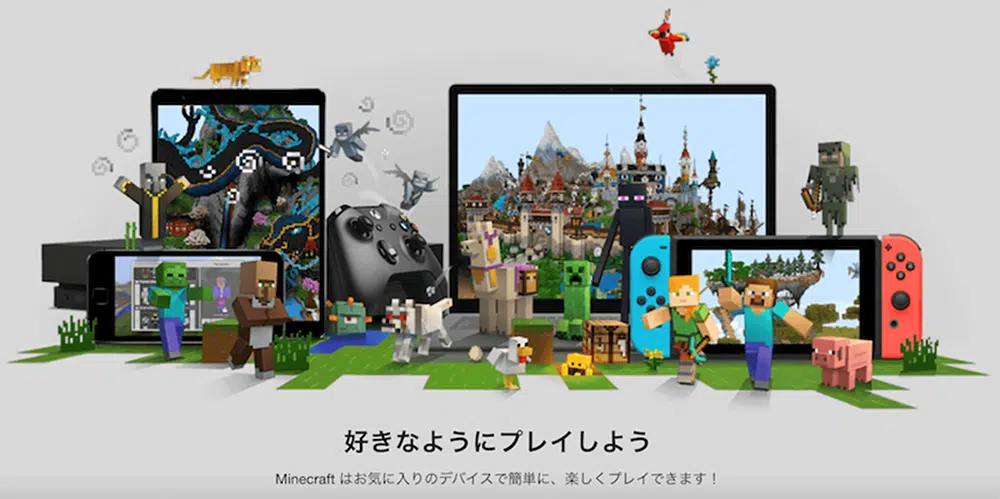 好きなようにプレイしよう
Minecraft はお気に入りのデバイスで簡単に、楽しくプレイできます！